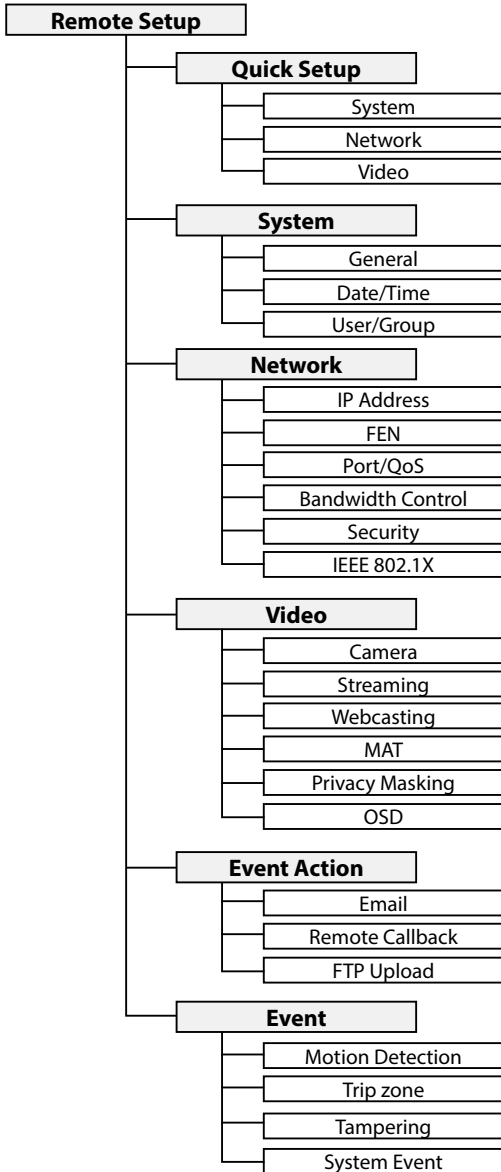 Remote Setup
Quick Setup
System
Network
Video
System
General
Date/Time
User/Group
Network
IP Address
FEN
Port/QoS
Bandwidth Control
Security
IEEE 802.1X
Video
Camera
Streaming
Webcasting
MAT
Privacy Masking
OSD
Event Action
Email
Remote Callback
FTP Upload
Event
Motion Detection
Trip zone
Tampering
System Event